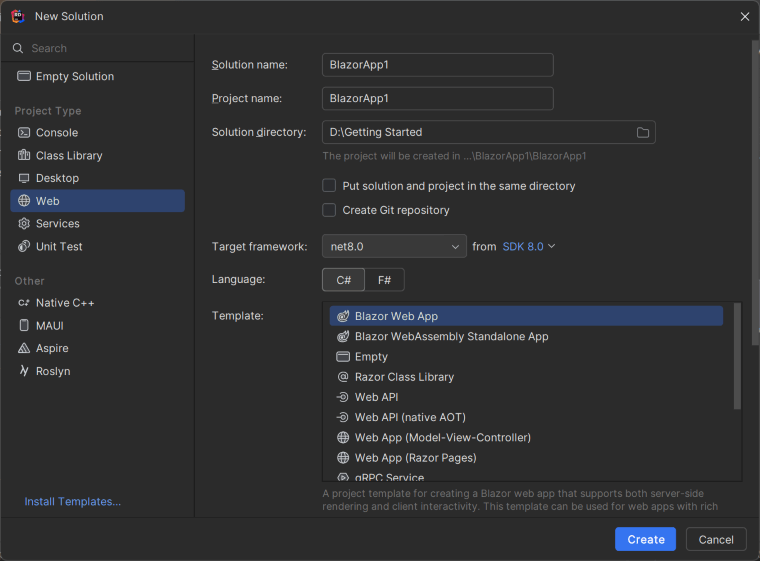 New Solution
Search
Empty Solution
Project Type
Console
Class Library
Desktop
Web
Services
Unit Test
Other
Native C++
MAUI
Aspire
Roslyn
Install Templates...
Solution name: BlazorApp1
Project name: BlazorApp1
Solution directory: D:\Getting Started
The project will be created in ...\BlazorApp1\BlazorApp1
Put solution and project in the same directory
Create Git repository
Target framework: net8.0 from SDK 8.0
Language: C# F#
Template: Blazor Web App
Blazor WebAssembly Standalone App
Empty
Razor Class Library
Web API
Web API (native AOT)
Web App (Model-View-Controller)
Web App (Razor Pages)
gRPC Service
A project template for creating a Blazor web app that supports both server-side
rendering and client interactivity. This template can be used for web apps with rich
Create Cancel